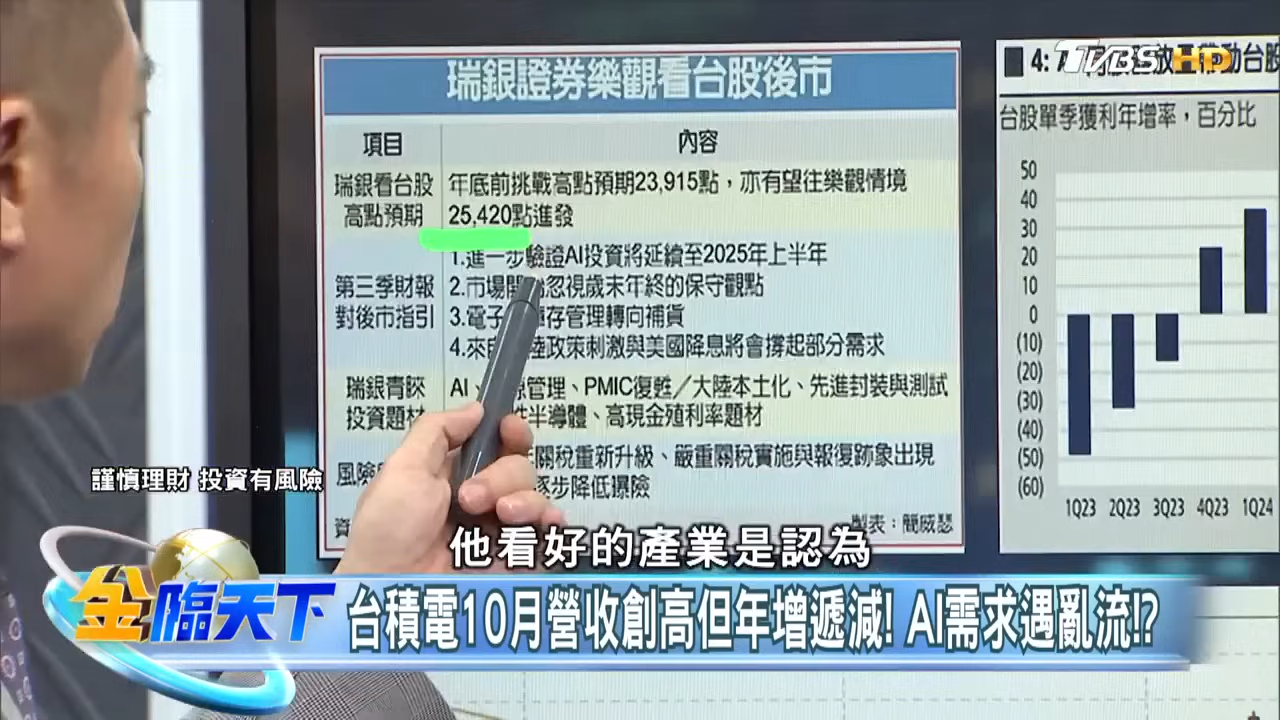 瑞銀證券樂觀看台股後市
項目
內容
瑞銀看台股
高點預期
年底前挑戰高點預期23,915點，亦有望往樂觀情境
25,420點進發
第三季財報
對後市指引
1.進一步驗證AI投資將延續至2025年上半年
2.市場開 忽視歲末年終的保守觀點
3.電子 存管理轉向補貨
4.來自 陸政策刺激與美國降息將會撐起部分需求
瑞銀青睞
投資題材
AI、 源管理、PMIC復甦／大陸本土化、先進封裝與測試
性半導體、高現金殖利率題材
風險
關稅重新升級、嚴重關稅實施與報復跡象出現
逐步降低曝險
資
製表：簡威瑟
TVBS HD
4:
動台股
台股單季獲利年增率，百分比
50
40
30
20
10
0
(10)
(20)
(30)
(40)
(50)
(60)
1Q23 2Q23 3Q23 4Q23 1Q24
謹慎理財 投資有風險
他看好的產業是認為
金臨天下
台積電10月營收創高但年增遞減! AI需求遇亂流!?